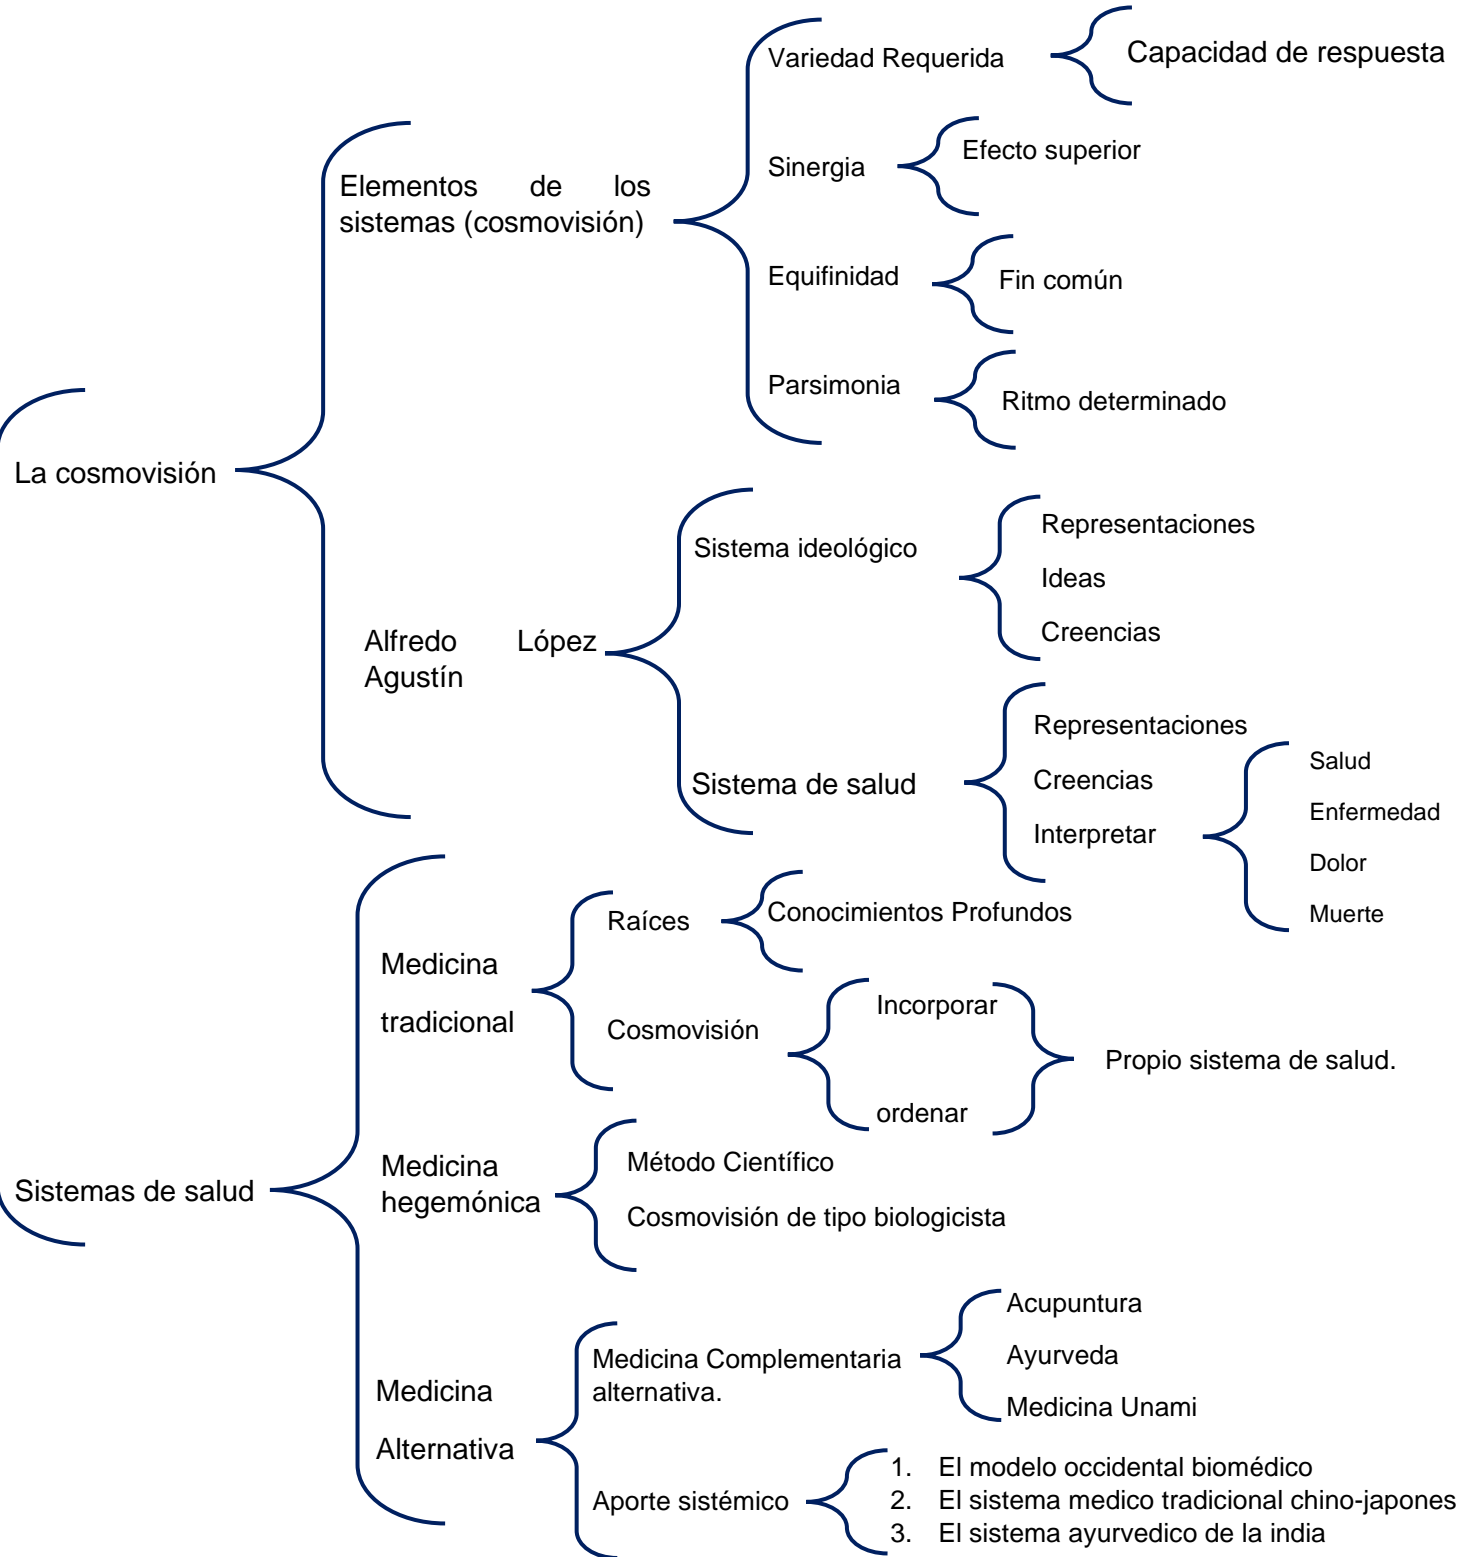 La cosmovisión
Elementos de los
sistemas (cosmovisión)
Variedad Requerida
Capacidad de respuesta
Sinergia
Efecto superior
Equifinidad
Fin común
Parsimonia
Ritmo determinado
Alfredo López
Agustín
Sistema ideológico
Representaciones
Ideas
Creencias
Sistema de salud
Representaciones
Creencias
Interpretar
Salud
Enfermedad
Dolor
Muerte
Sistemas de salud
Medicina
tradicional
Raíces
Conocimientos Profundos
Cosmovisión
Incorporar
ordenar
Propio sistema de salud.
Medicina
hegemónica
Método Científico
Cosmovisión de tipo biologicista
Medicina
Alternativa
Medicina Complementaria
alternativa.
Acupuntura
Ayurveda
Medicina Unami
Aporte sistémico
1. El modelo occidental biomédico
2. El sistema medico tradicional chino-japones
3. El sistema ayurvedico de la india